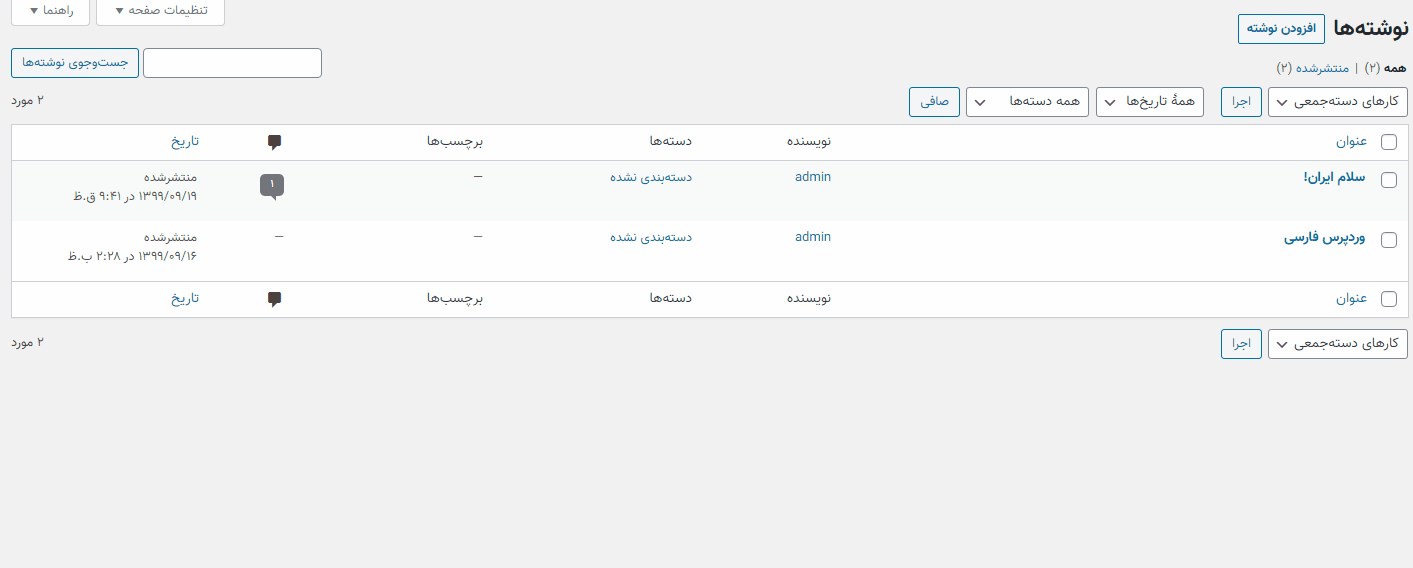 تنظیمات صفحه
راهنما
نوشته‌ها
افزودن نوشته
همه (۲) | منتشرشده (۲)
جست‌وجوی نوشته‌ها
کارهای دسته‌جمعی
اجرا
همهٔ تاریخ‌ها
همه دسته‌ها
صافی
۲ مورد
عنوان نویسنده دسته‌ها برچسب‌ها تاریخ
سلام ایران! admin دسته‌بندی نشده — ۱ منتشرشده
۱۳۹۹/۰۹/۱۹ در ۹:۴۱ ق.ظ
وردپرس فارسی admin دسته‌بندی نشده — — منتشرشده
۱۳۹۹/۰۹/۱۶ در ۲:۲۸ ب.ظ
عنوان نویسنده دسته‌ها برچسب‌ها تاریخ
کارهای دسته‌جمعی
اجرا
۲ مورد